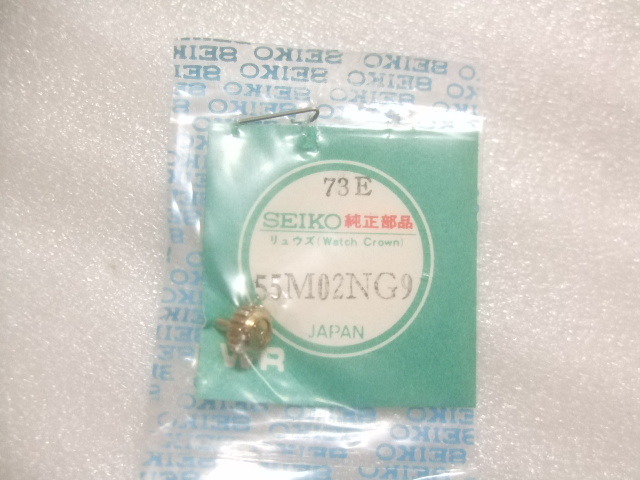 SEIKO SEIKO SEIKO
73E
SEIKO 純正部品
リュウズ(Watch Crown)
55M02NG9
JAPAN
W R